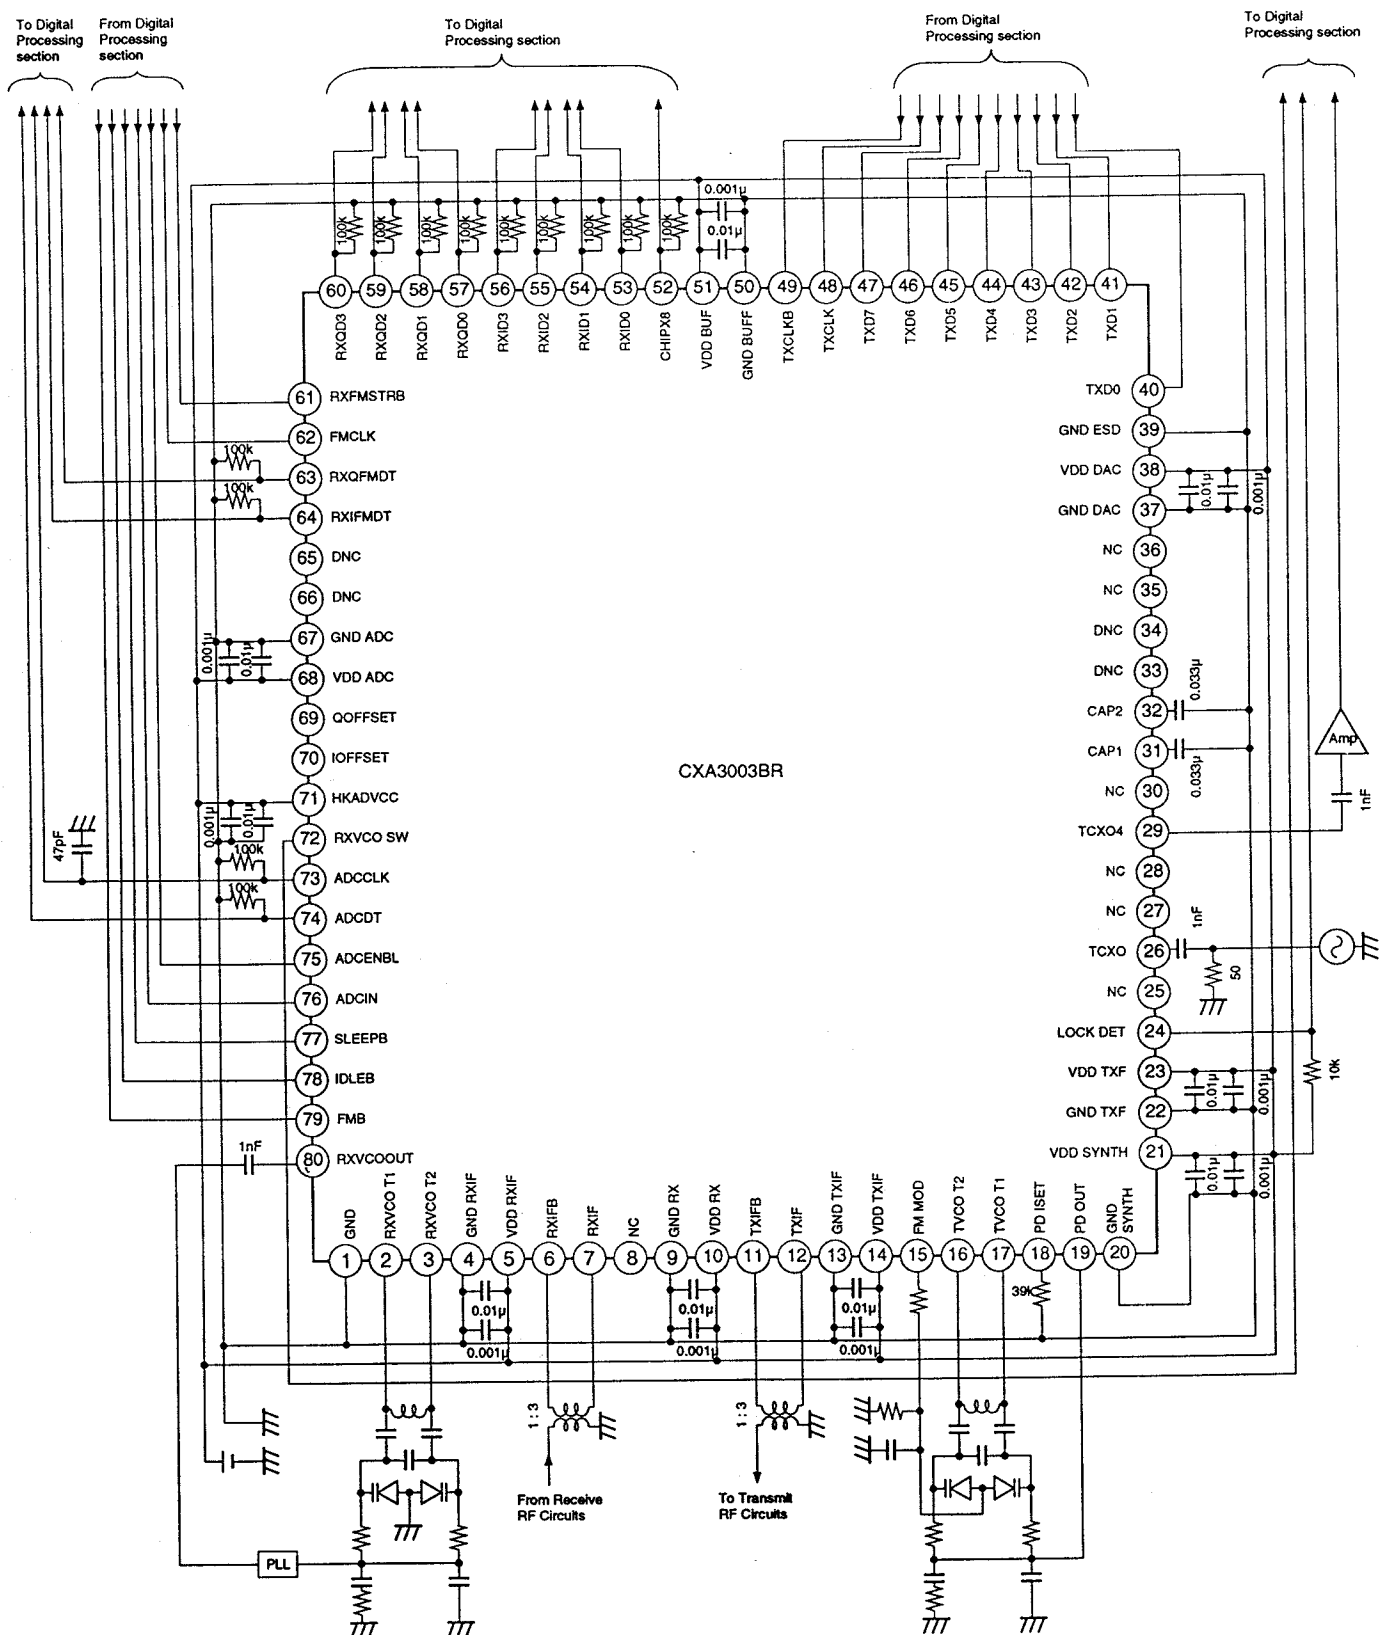 To Digital
Processing
section
From Digital
Processing
section
To Digital
Processing section
From Digital
Processing section
To Digital
Processing section
0.001μ
0.01μ
100k
100k
100k
100k
100k
100k
100k
100k
100k
60
59
58
57
56
55
54
53
52
51
50
49
48
47
46
45
44
43
42
41
RXQD3
RXQD2
RXQD1
RXQD0
RXID3
RXID2
RXID1
RXID0
CHIPX8
VDD BUF
GND BUFF
TXCLKB
TXCLK
TXD7
TXD6
TXD5
TXD4
TXD3
TXD2
TXD1
61 RXFMSTRB
62 FMCLK
100k
63 RXQFMDT
100k
64 RXIFMDT
65 DNC
66 DNC
67 GND ADC
0.001μ
0.01μ
68 VDD ADC
69 QOFFSET
70 IOFFSET
71 HKADVCC
0.001μ
0.01μ
72 RXVCO SW
47pF
100k
73 ADCCLK
100k
74 ADCDT
75 ADCENBL
76 ADCIN
77 SLEEPB
78 IDLEB
79 FMB
1nF
80 RXVCOOUT
CXA3003BR
TXD0 40
GND ESD 39
VDD DAC 38
0.01μ
0.001μ
GND DAC 37
NC 36
NC 35
DNC 34
DNC 33
0.033μ
CAP2 32
CAP1 31
0.033μ
Amp
NC 30
1nF
TCXO4 29
NC 28
NC 27
1nF
TCXO 26
50
NC 25
LOCK DET 24
10k
VDD TXF 23
0.01μ
0.001μ
GND TXF 22
VDD SYNTH 21
0.01μ
0.001μ
GND
RXVCO T1
RXVCO T2
GND RXIF
VDD RXIF
RXIFB
RXIF
NC
GND RX
VDD RX
TXIFB
TXIF
GND TXIF
VDD TXIF
FM MOD
TVCO T2
TVCO T1
PD ISET
PD OUT
GND
SYNTH
1
2
3
4
5
6
7
8
9
10
11
12
13
14
15
16
17
18
19
20
0.01μ
0.001μ
0.01μ
0.001μ
0.01μ
0.001μ
39k
1 : 3
1 : 3
From Receive
RF Circuits
To Transmit
RF Circuits
PLL